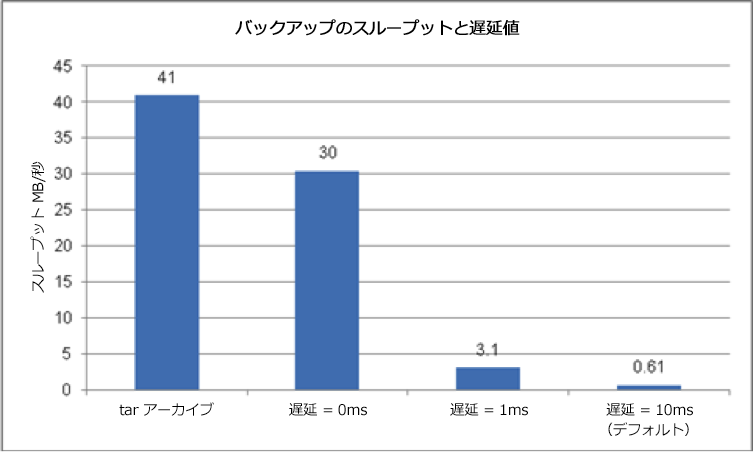 バックアップのスループットと遅延値
スループット MB/秒
45
40
35
30
25
20
15
10
5
0
41
30
3.1
0.61
tar アーカイブ
遅延 = 0ms
遅延 = 1ms
遅延 = 10ms
（デフォルト）